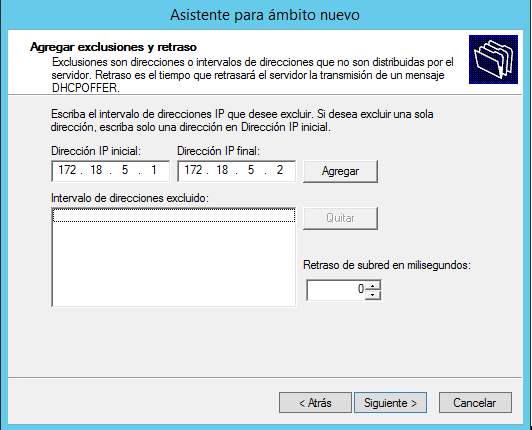 Asistente para ámbito nuevo
Agregar exclusiones y retraso
Exclusiones son direcciones o intervalos de direcciones que no son distribuidas por el
servidor. Retraso es el tiempo que retrasará el servidor la transmisión de un mensaje
DHCPOFFER.
Escriba el intervalo de direcciones IP que desee excluir. Si desea excluir una sola
dirección, escriba solo una dirección en Dirección IP inicial.
Dirección IP inicial: Dirección IP final:
172 . 18 . 5 . 1 172 . 18 . 5 . 2 Agregar
Intervalo de direcciones excluido:
Quitar
Retraso de subred en milisegundos:
0
< Atrás Siguiente > Cancelar